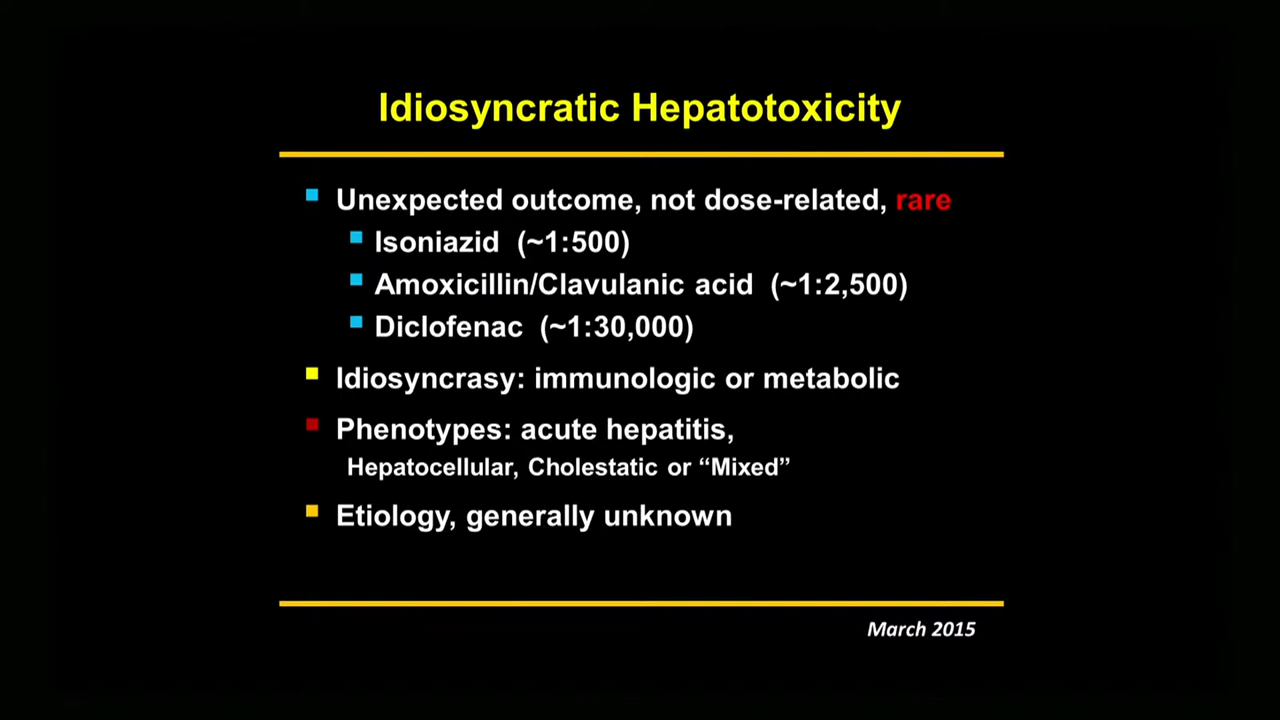 Idiosyncratic Hepatotoxicity
Unexpected outcome, not dose-related, rare
Isoniazid (~1:500)
Amoxicillin/Clavulanic acid (~1:2,500)
Diclofenac (~1:30,000)
Idiosyncrasy: immunologic or metabolic
Phenotypes: acute hepatitis,
Hepatocellular, Cholestatic or “Mixed”
Etiology, generally unknown
March 2015